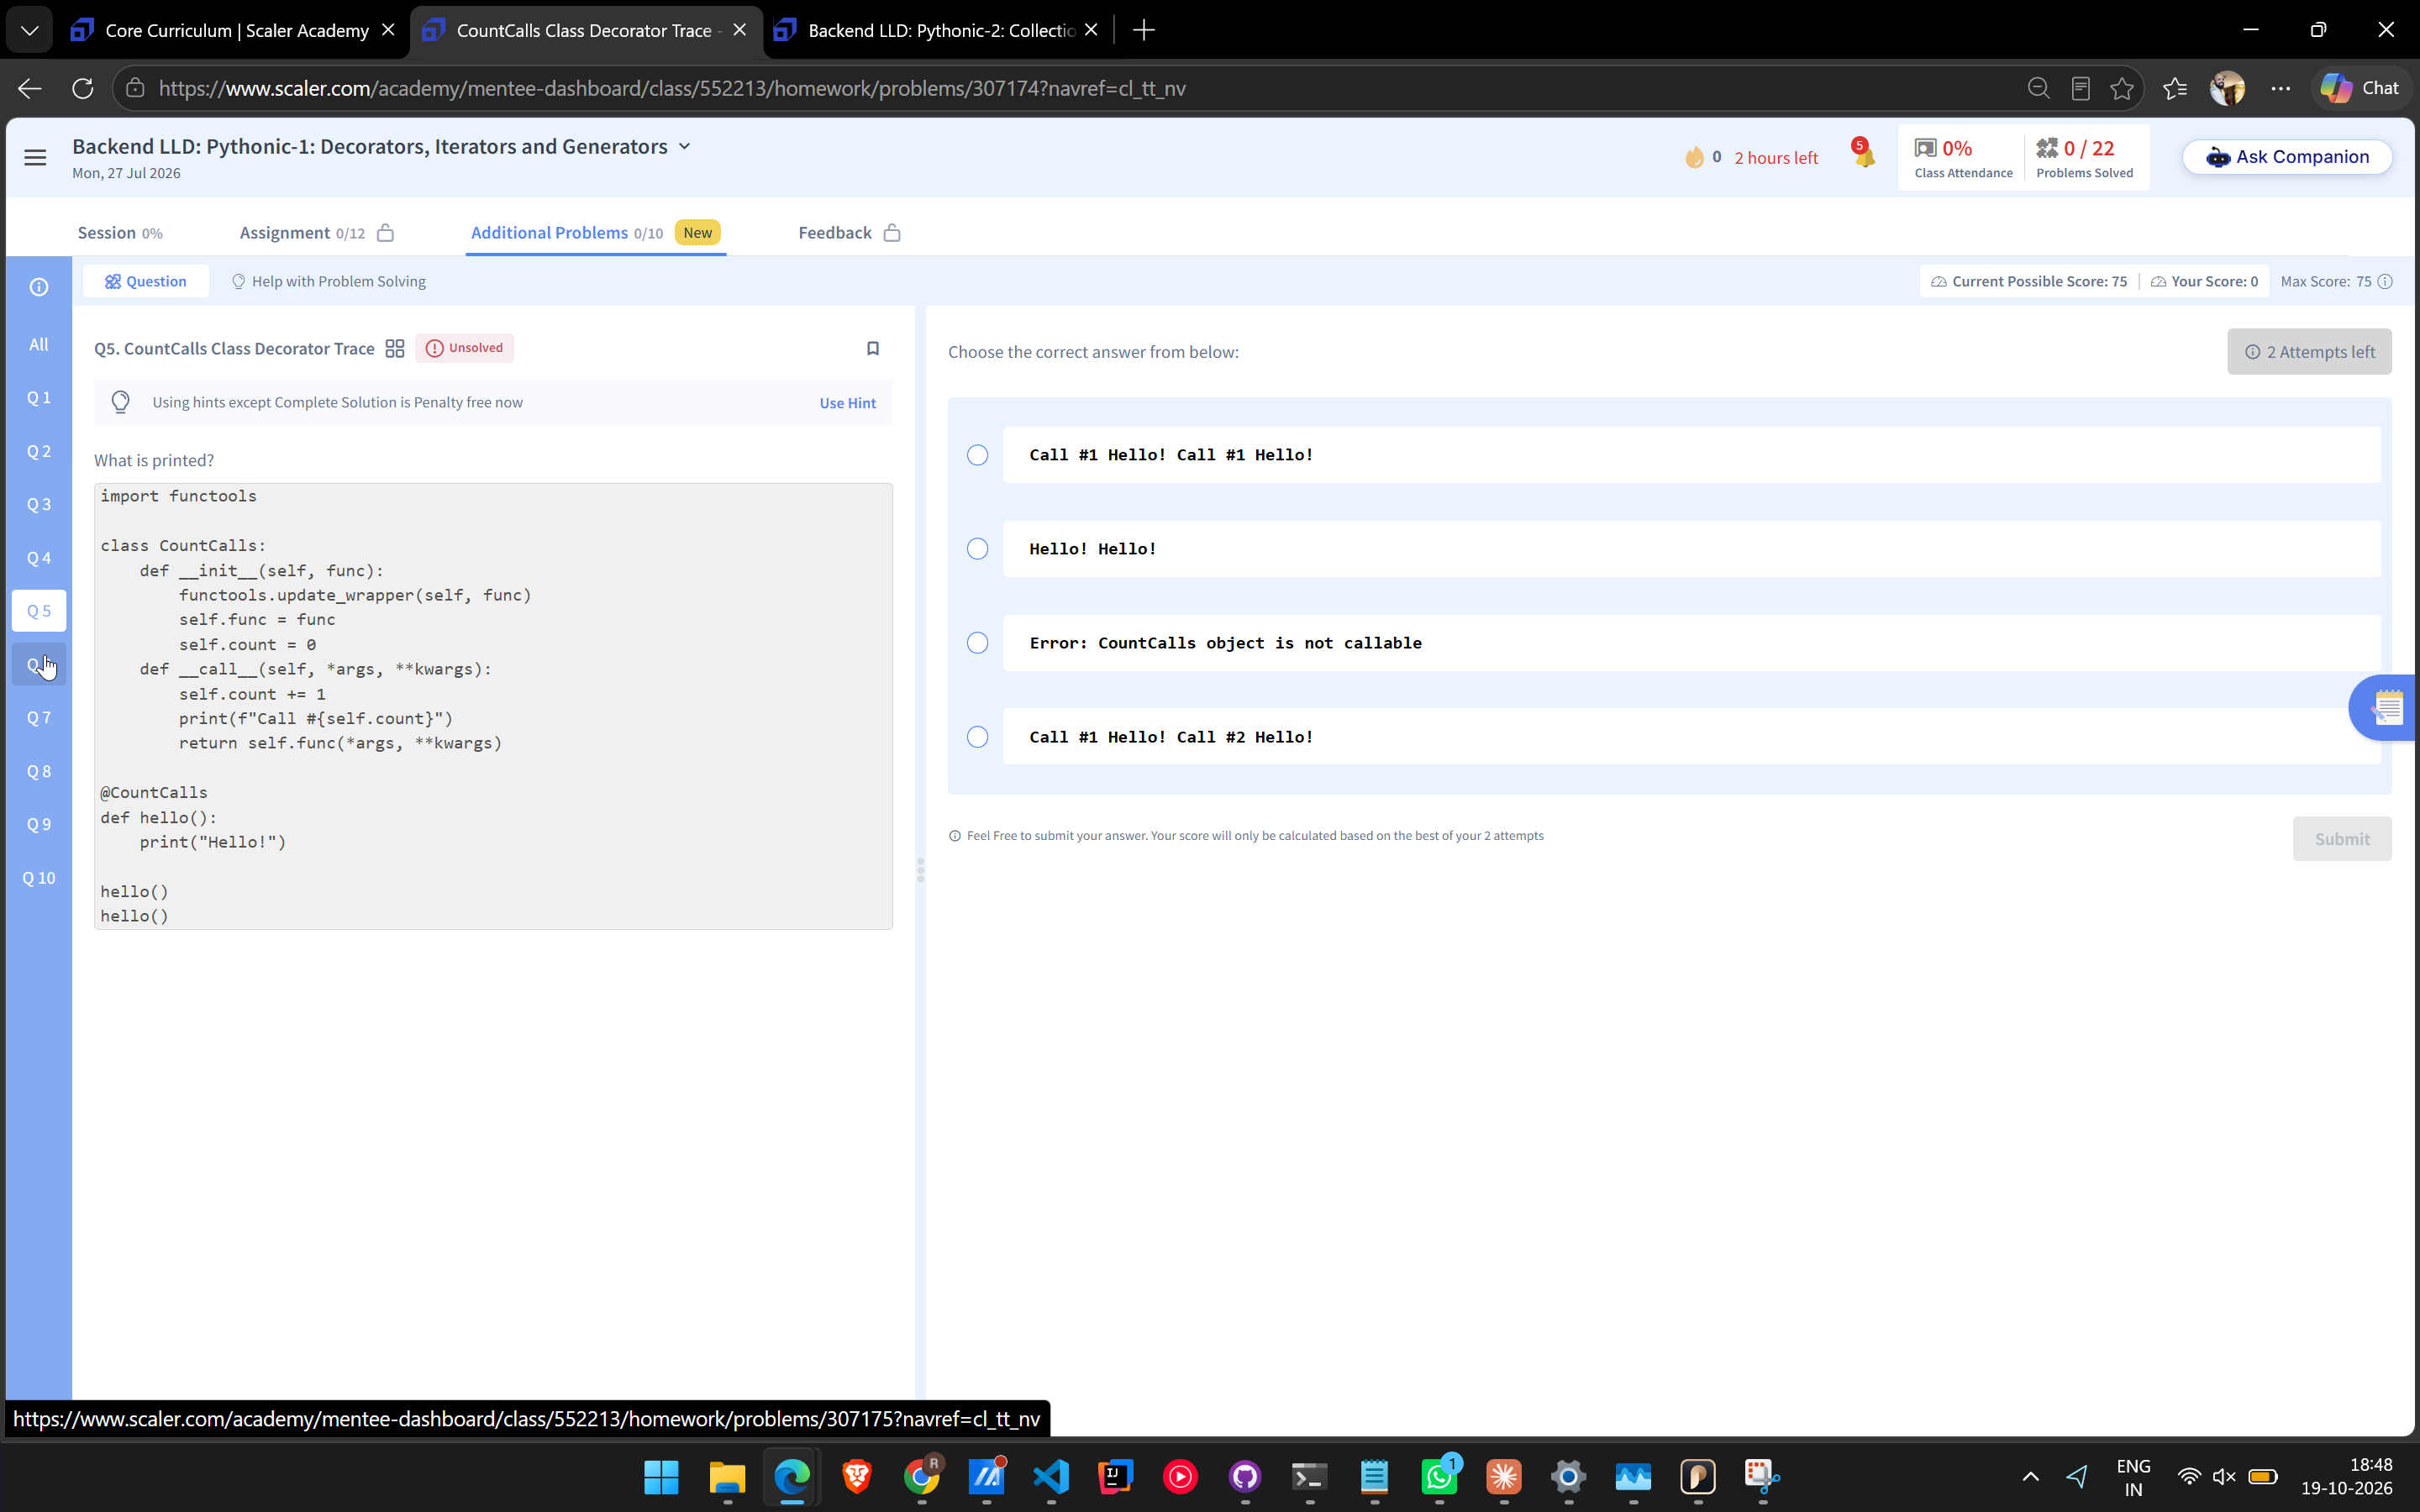 Core Curriculum | Scaler Academy
CountCalls Class Decorator Trace -
Backend LLD: Pythonic-2: Collectio
https://www.scaler.com/academy/mentee-dashboard/class/552213/homework/problems/307174?navref=cl_tt_nv
Chat
Backend LLD: Pythonic-1: Decorators, Iterators and Generators
Mon, 27 Jul 2026
0 2 hours left
5
0%
Class Attendance
0 / 22
Problems Solved
Ask Companion
Session 0%
Assignment 0/12
Additional Problems 0/10 New
Feedback
Question
Help with Problem Solving
Current Possible Score: 75
Your Score: 0
Max Score: 75
All
Q 1
Q 2
Q 3
Q 4
Q 5
Q
Q 7
Q 8
Q 9
Q 10
Q5. CountCalls Class Decorator Trace
Unsolved
Using hints except Complete Solution is Penalty free now
Use Hint
What is printed?
import functools
class CountCalls:
    def __init__(self, func):
        functools.update_wrapper(self, func)
        self.func = func
        self.count = 0
    def __call__(self, *args, **kwargs):
        self.count += 1
        print(f"Call #{self.count}")
        return self.func(*args, **kwargs)
@CountCalls
def hello():
    print("Hello!")
hello()
hello()
Choose the correct answer from below:
2 Attempts left
Call #1 Hello! Call #1 Hello!
Hello! Hello!
Error: CountCalls object is not callable
Call #1 Hello! Call #2 Hello!
Feel Free to submit your answer. Your score will only be calculated based on the best of your 2 attempts
Submit
https://www.scaler.com/academy/mentee-dashboard/class/552213/homework/problems/307175?navref=cl_tt_nv
R
IJ
1
ENG
IN
18:48
19-10-2026